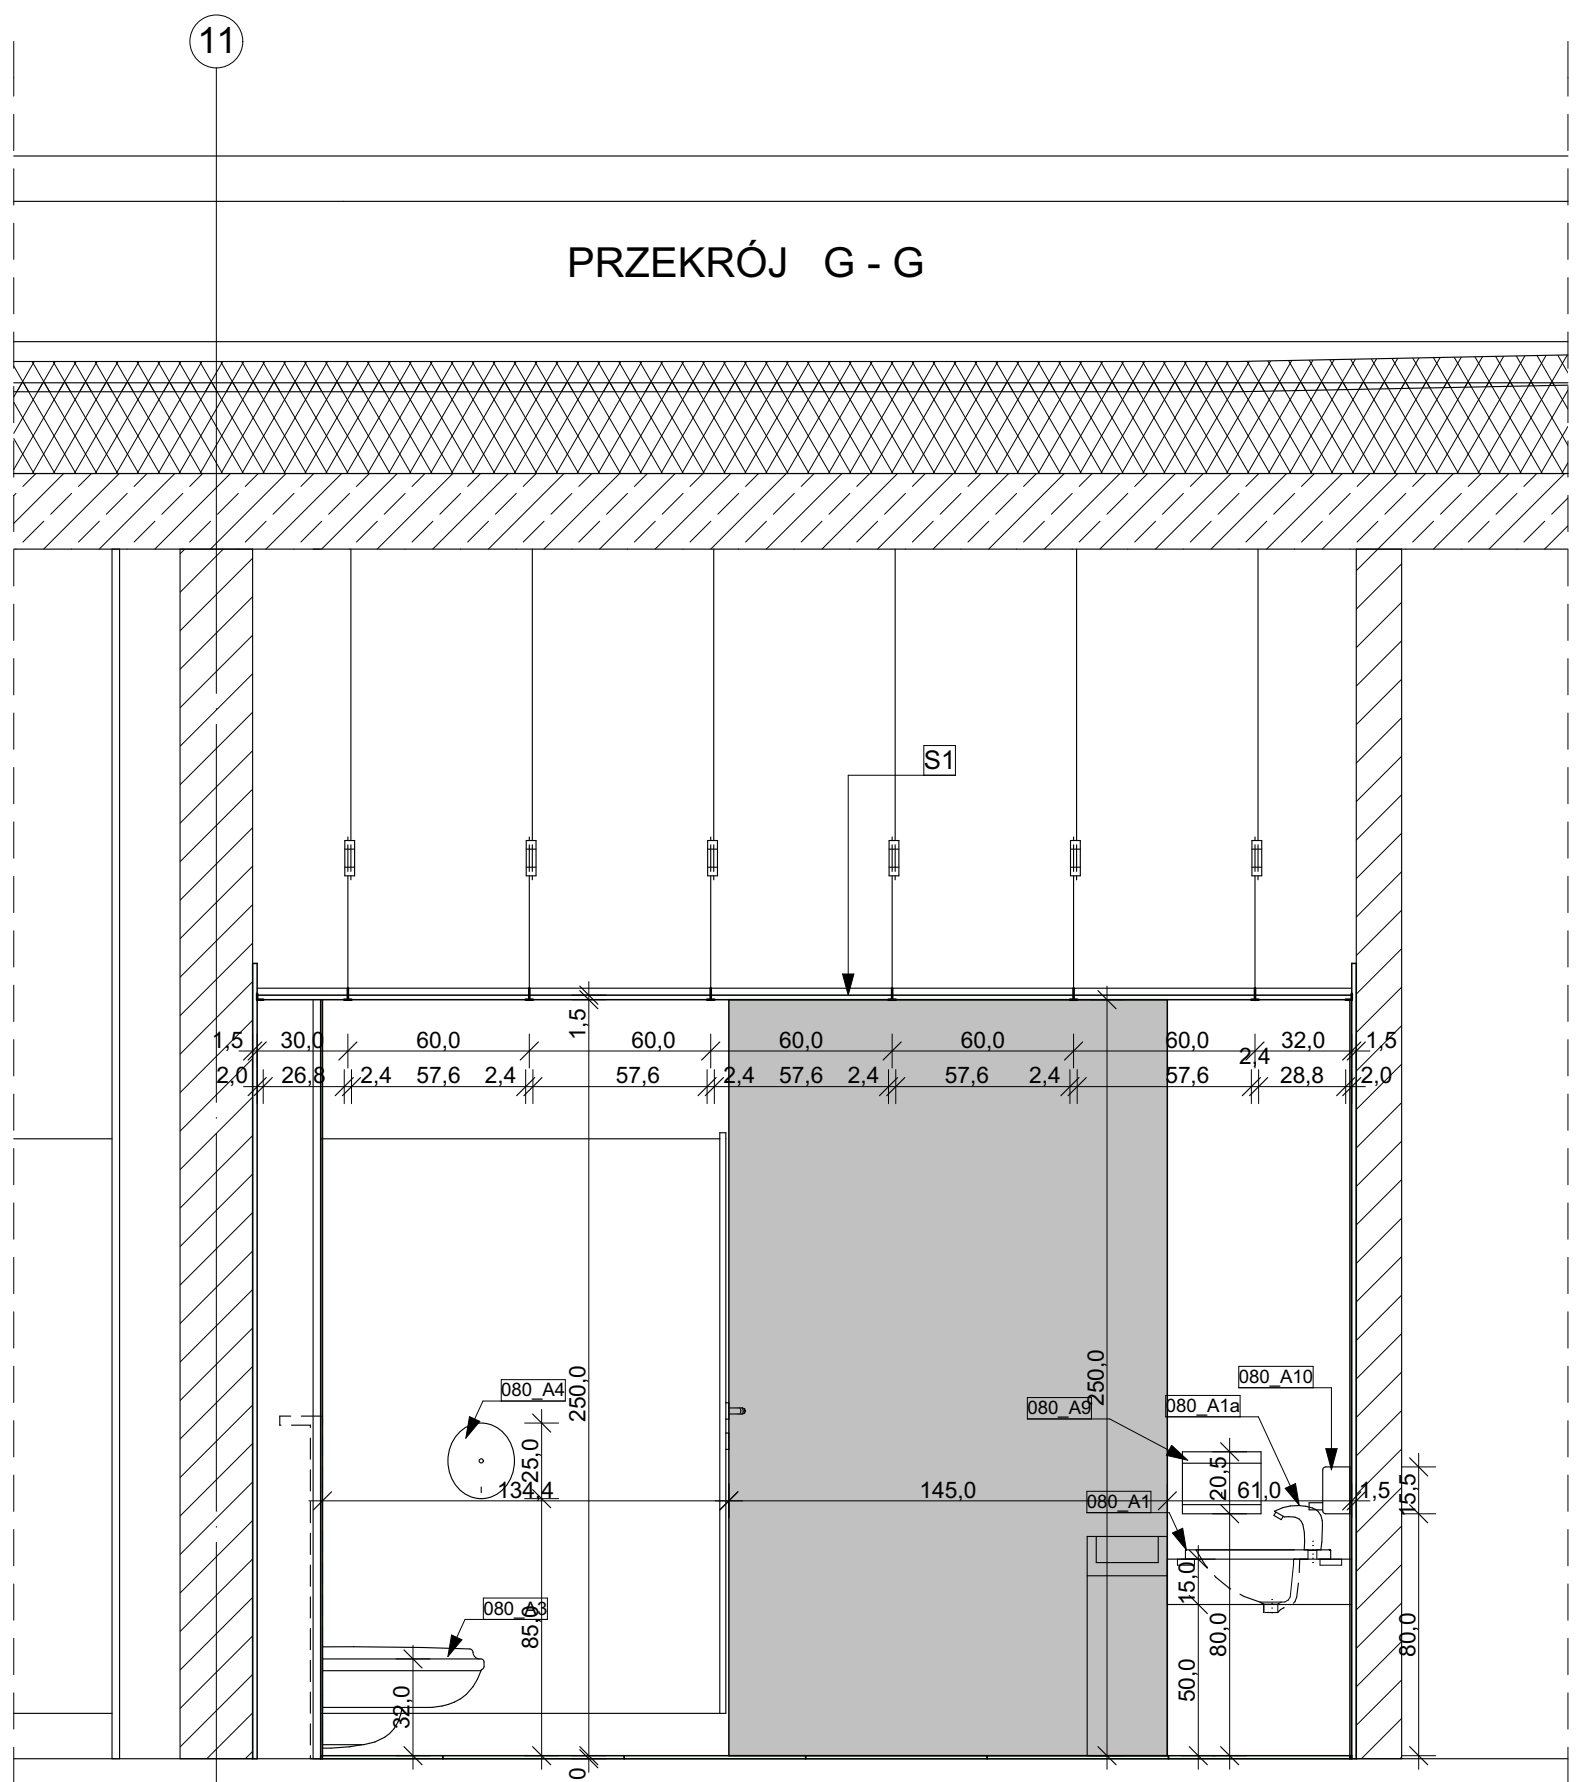 11
PRZEKRÓJ G - G
S1
1,5
1,5 30,0 60,0 60,0 60,0 60,0 60,0 32,0 1,5
2,4
2,0 26,8 2,4 57,6 2,4 57,6 2,4 57,6 2,4 57,6 2,4 57,6 28,8 2,0
250,0
250,0
080_A4
080_A10
080_A9
080_A1a
25,0
20,5
15,5
134,4 145,0 61,0 1,5
080_A1
15,0
080_A3
85,0
80,0
80,0
50,0
32,0
0